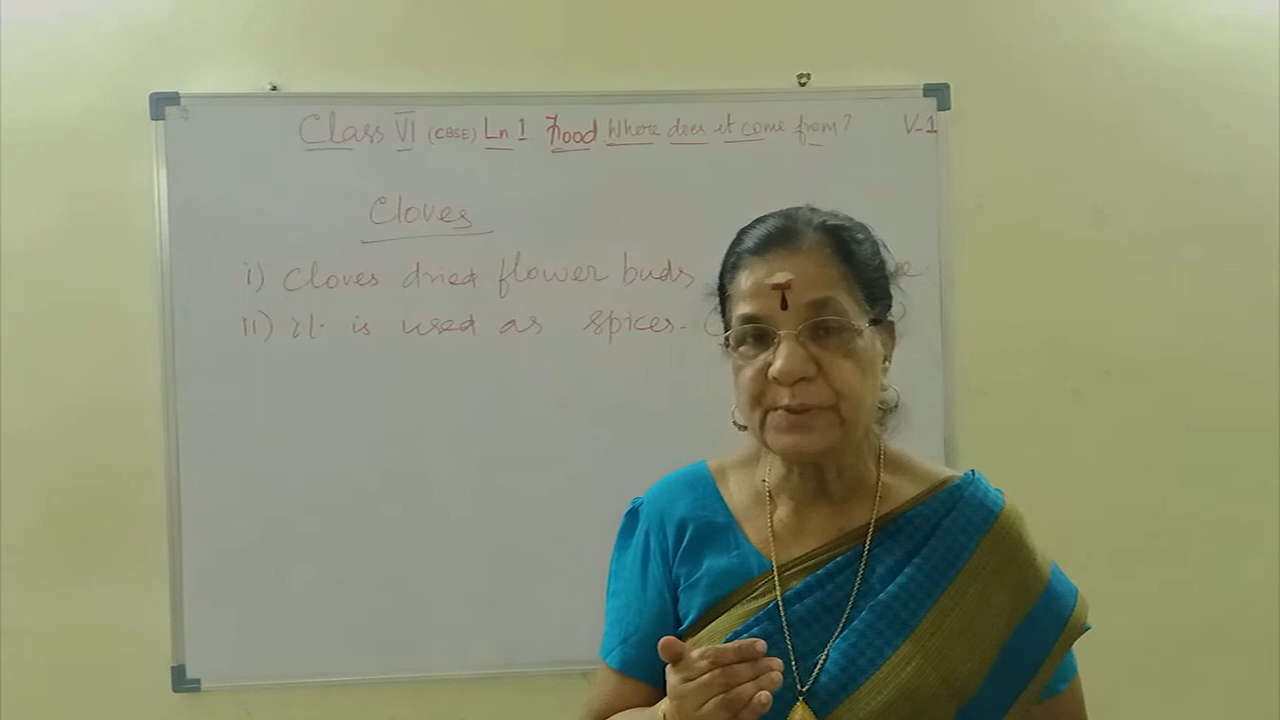 Class VI (CBSE) Ln 1 Food Where does it come from? V-1
Cloves
i) Cloves dried flower buds
ii) It is used as spices.